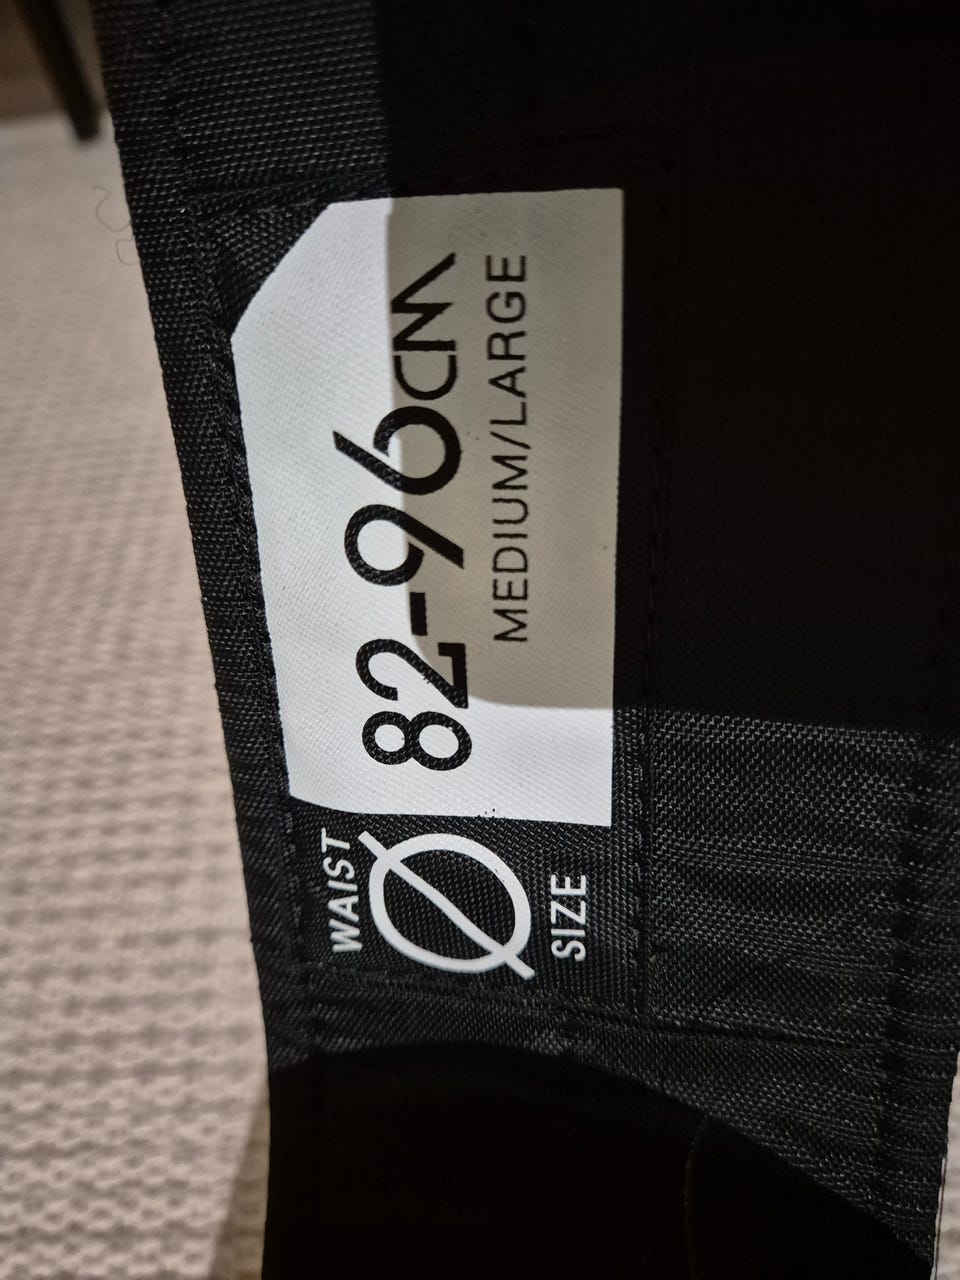 WAIST
Ø
SIZE
82-96CM
MEDIUM/LARGE